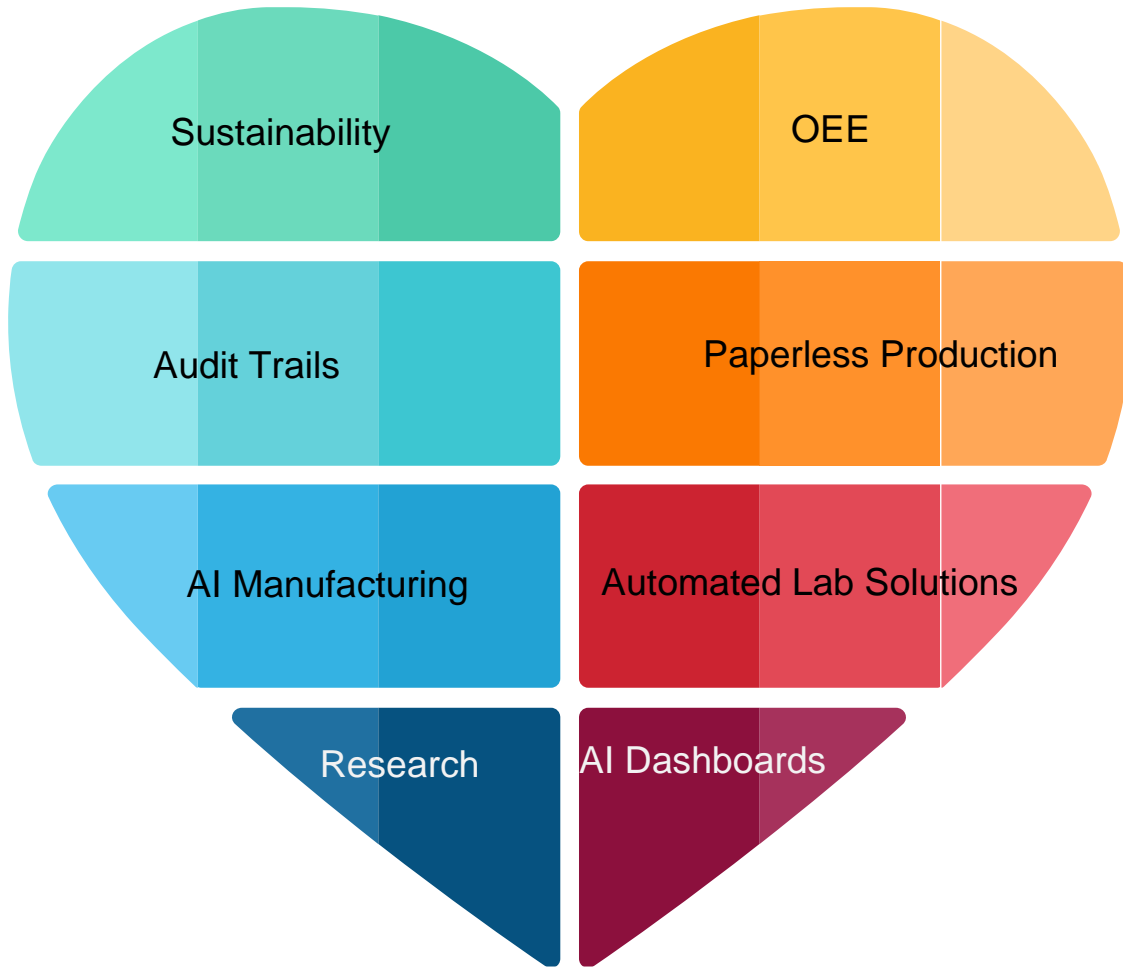 Sustainability
OEE
Audit Trails
Paperless Production
AI Manufacturing
Automated Lab Solutions
Research
AI Dashboards